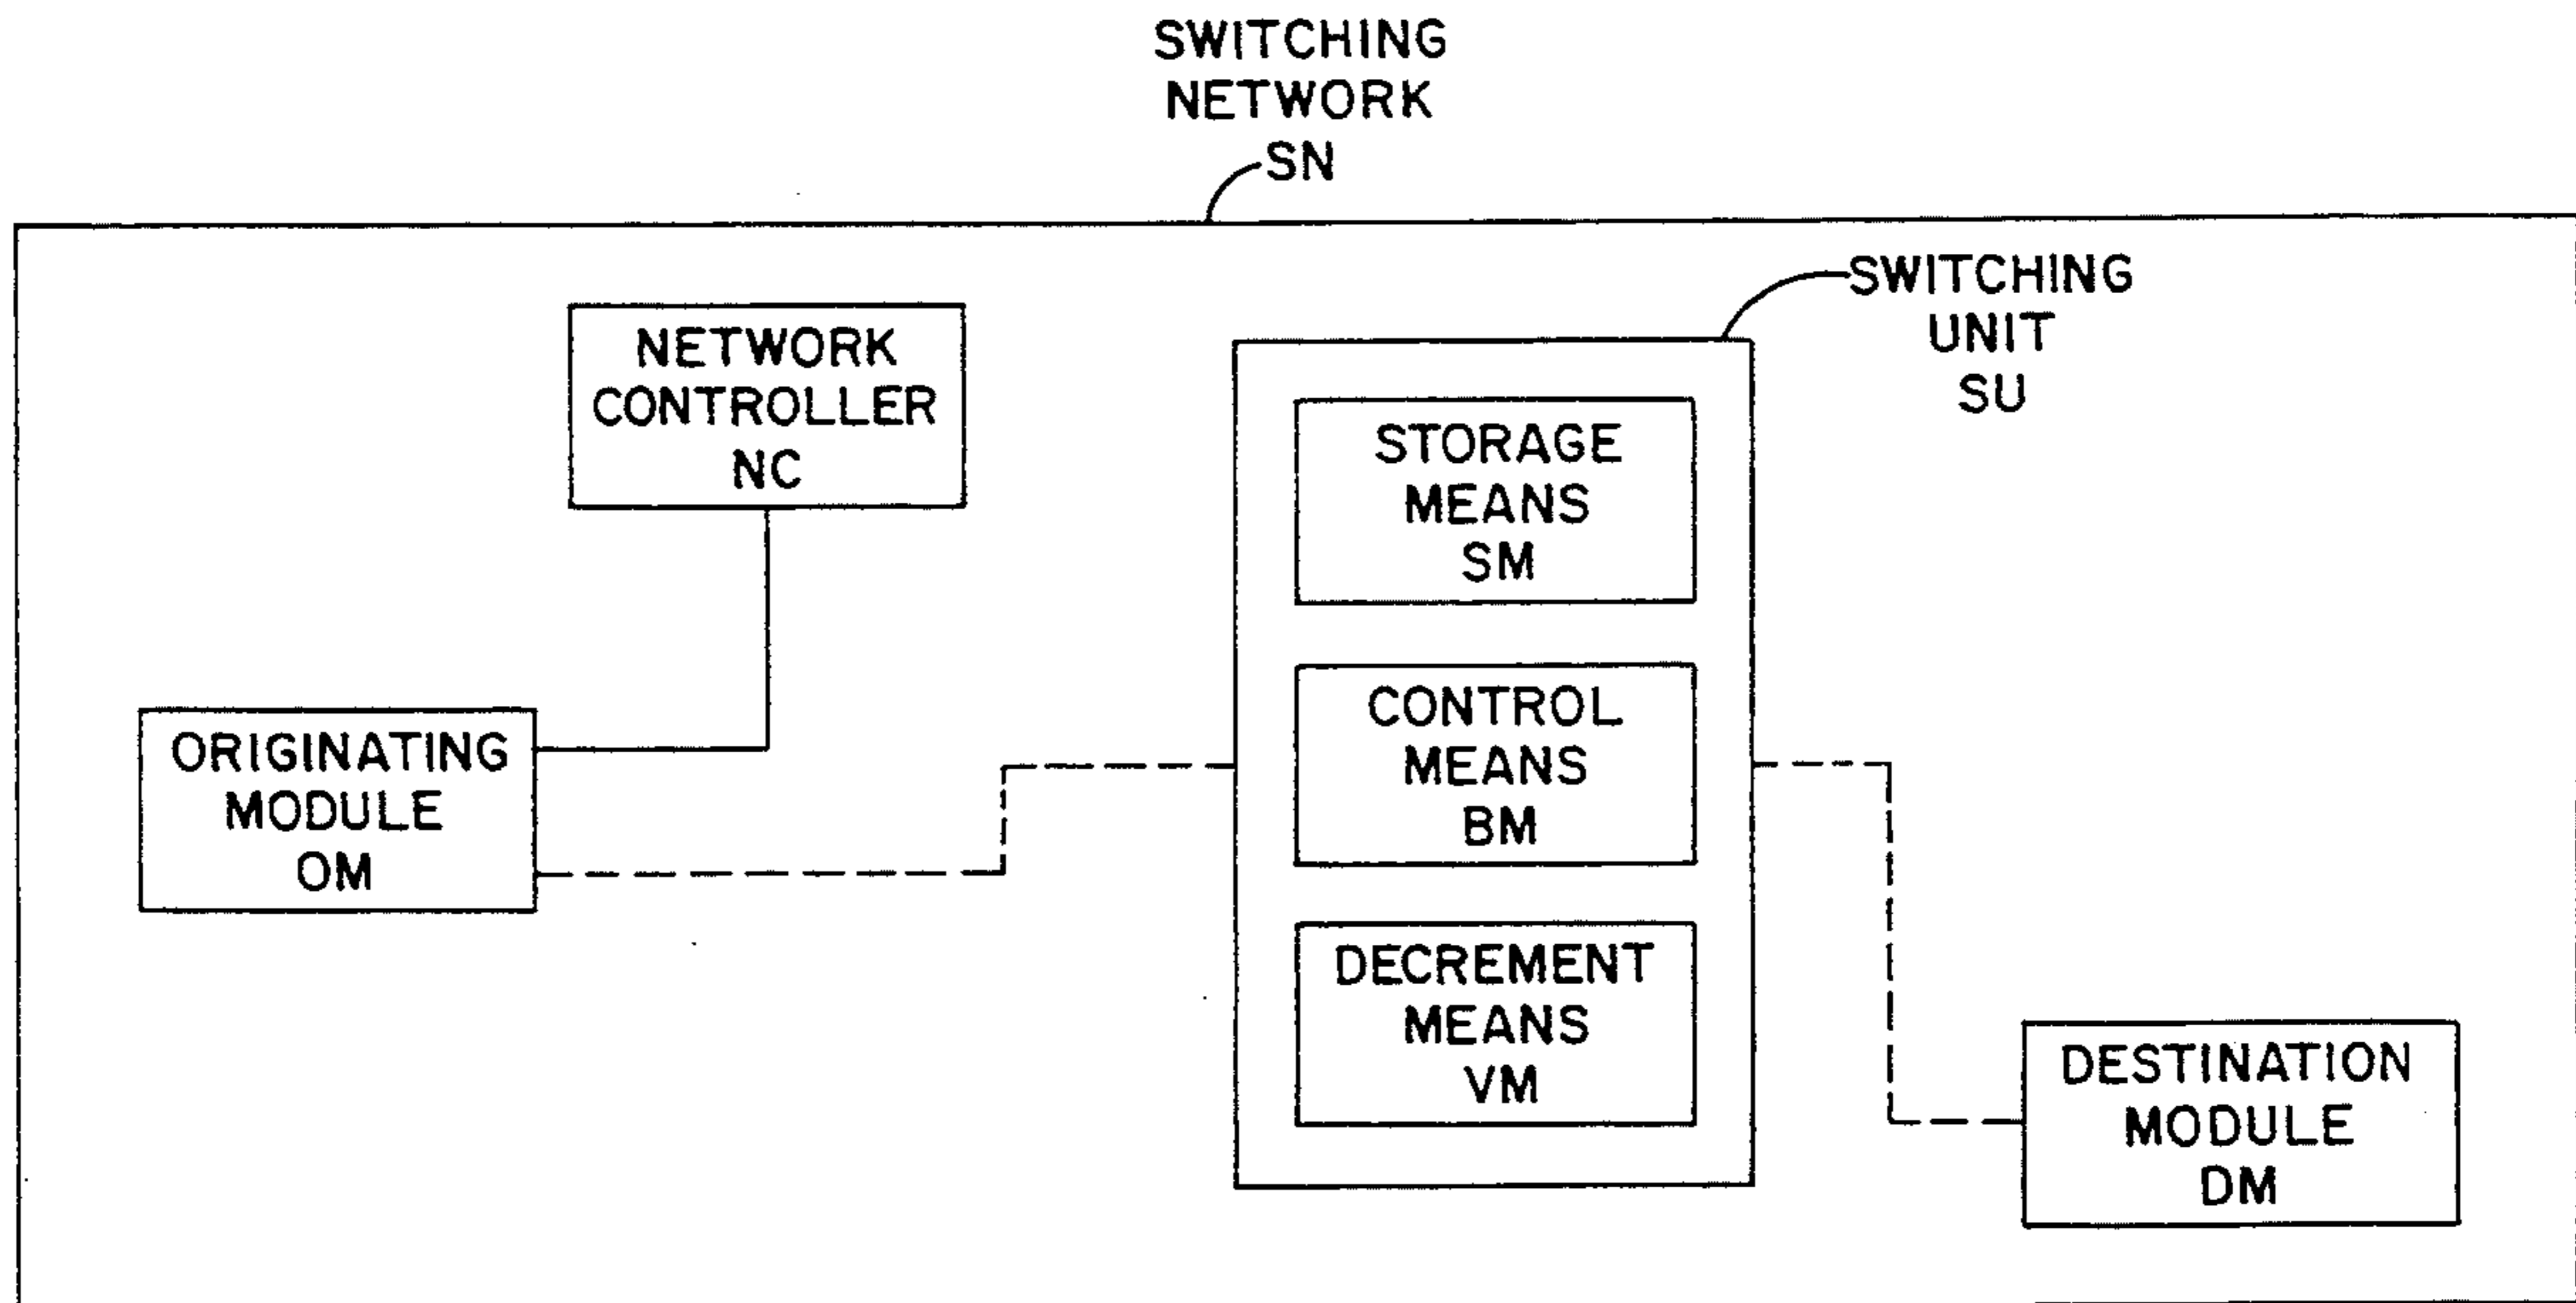 SWITCHING
NETWORK
SN
SWITCHING
UNIT
SU
NETWORK
CONTROLLER
NC
STORAGE
MEANS
SM
CONTROL
MEANS
BM
ORIGINATING
MODULE
OM
DECREMENT
MEANS
VM
DESTINATION
MODULE
DM